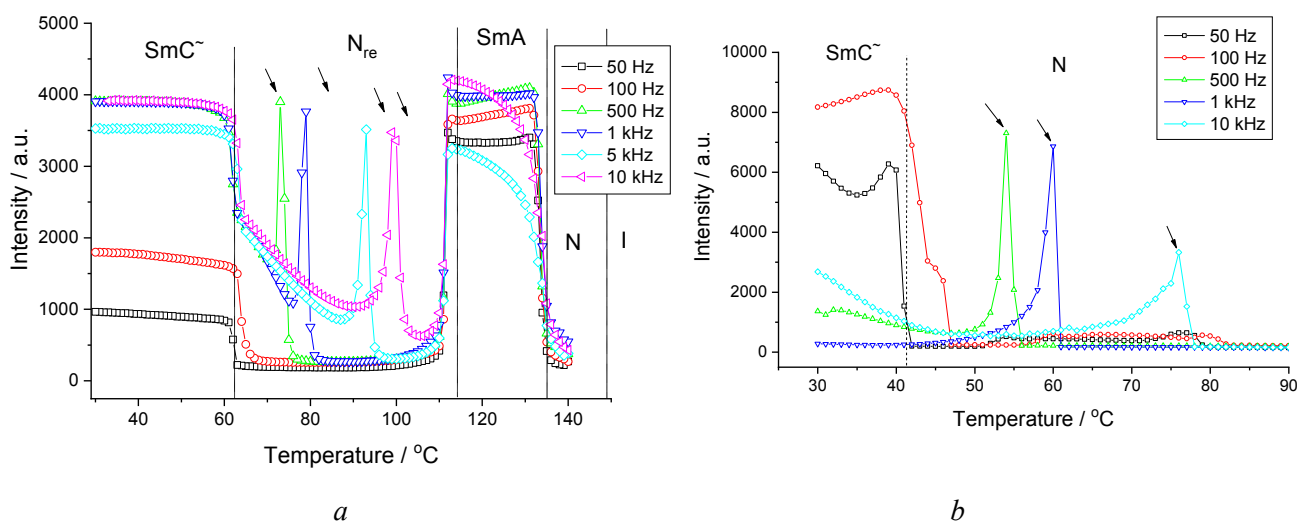 SmC~
N_re
SmA
50 Hz
100 Hz
500 Hz
1 kHz
5 kHz
10 kHz
N
I
5000
4000
3000
2000
1000
0
Intensity / a.u.
40
60
80
100
120
140
Temperature / °C
a
SmC~
N
50 Hz
100 Hz
500 Hz
1 kHz
10 kHz
10000
8000
6000
4000
2000
0
Intensity / a.u.
30
40
50
60
70
80
90
Temperature / °C
b